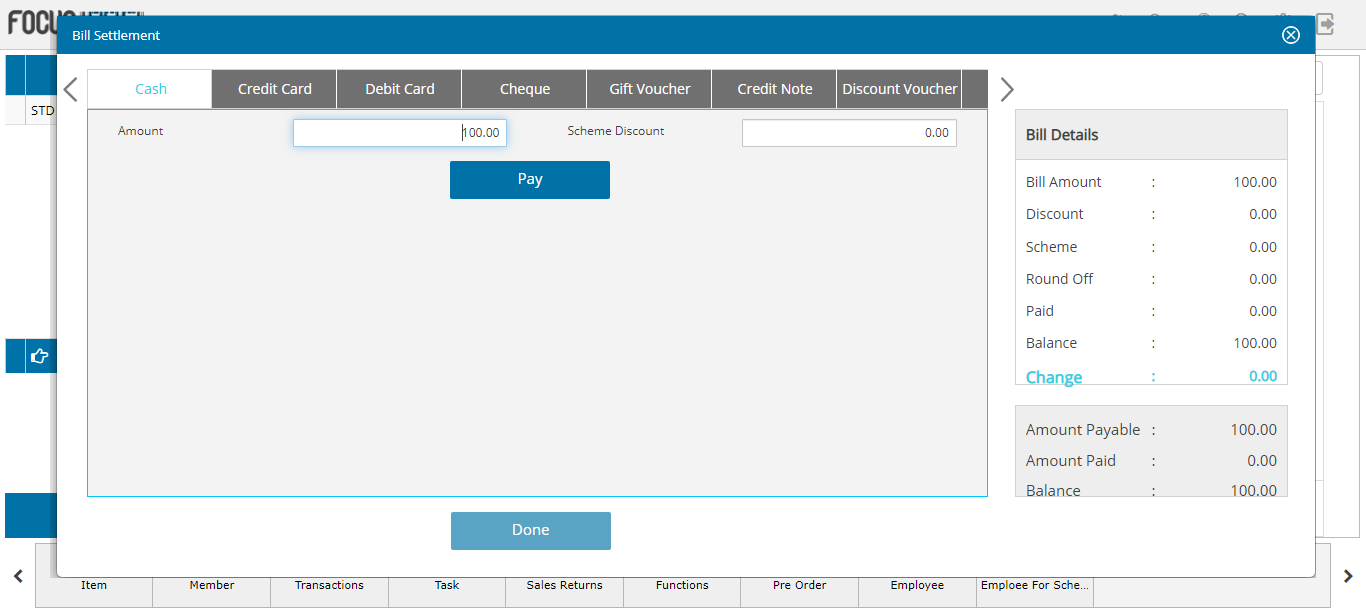 FOCUS
Bill Settlement
Cash Credit Card Debit Card Cheque Gift Voucher Credit Note Discount Voucher
STD
Amount 100.00 Scheme Discount 0.00
Pay
Bill Details
Bill Amount : 100.00
Discount : 0.00
Scheme : 0.00
Round Off : 0.00
Paid : 0.00
Balance : 100.00
Change : 0.00
Amount Payable : 100.00
Amount Paid : 0.00
Balance : 100.00
Done
Item Member Transactions Task Sales Returns Functions Pre Order Employee Emploee For Sche...